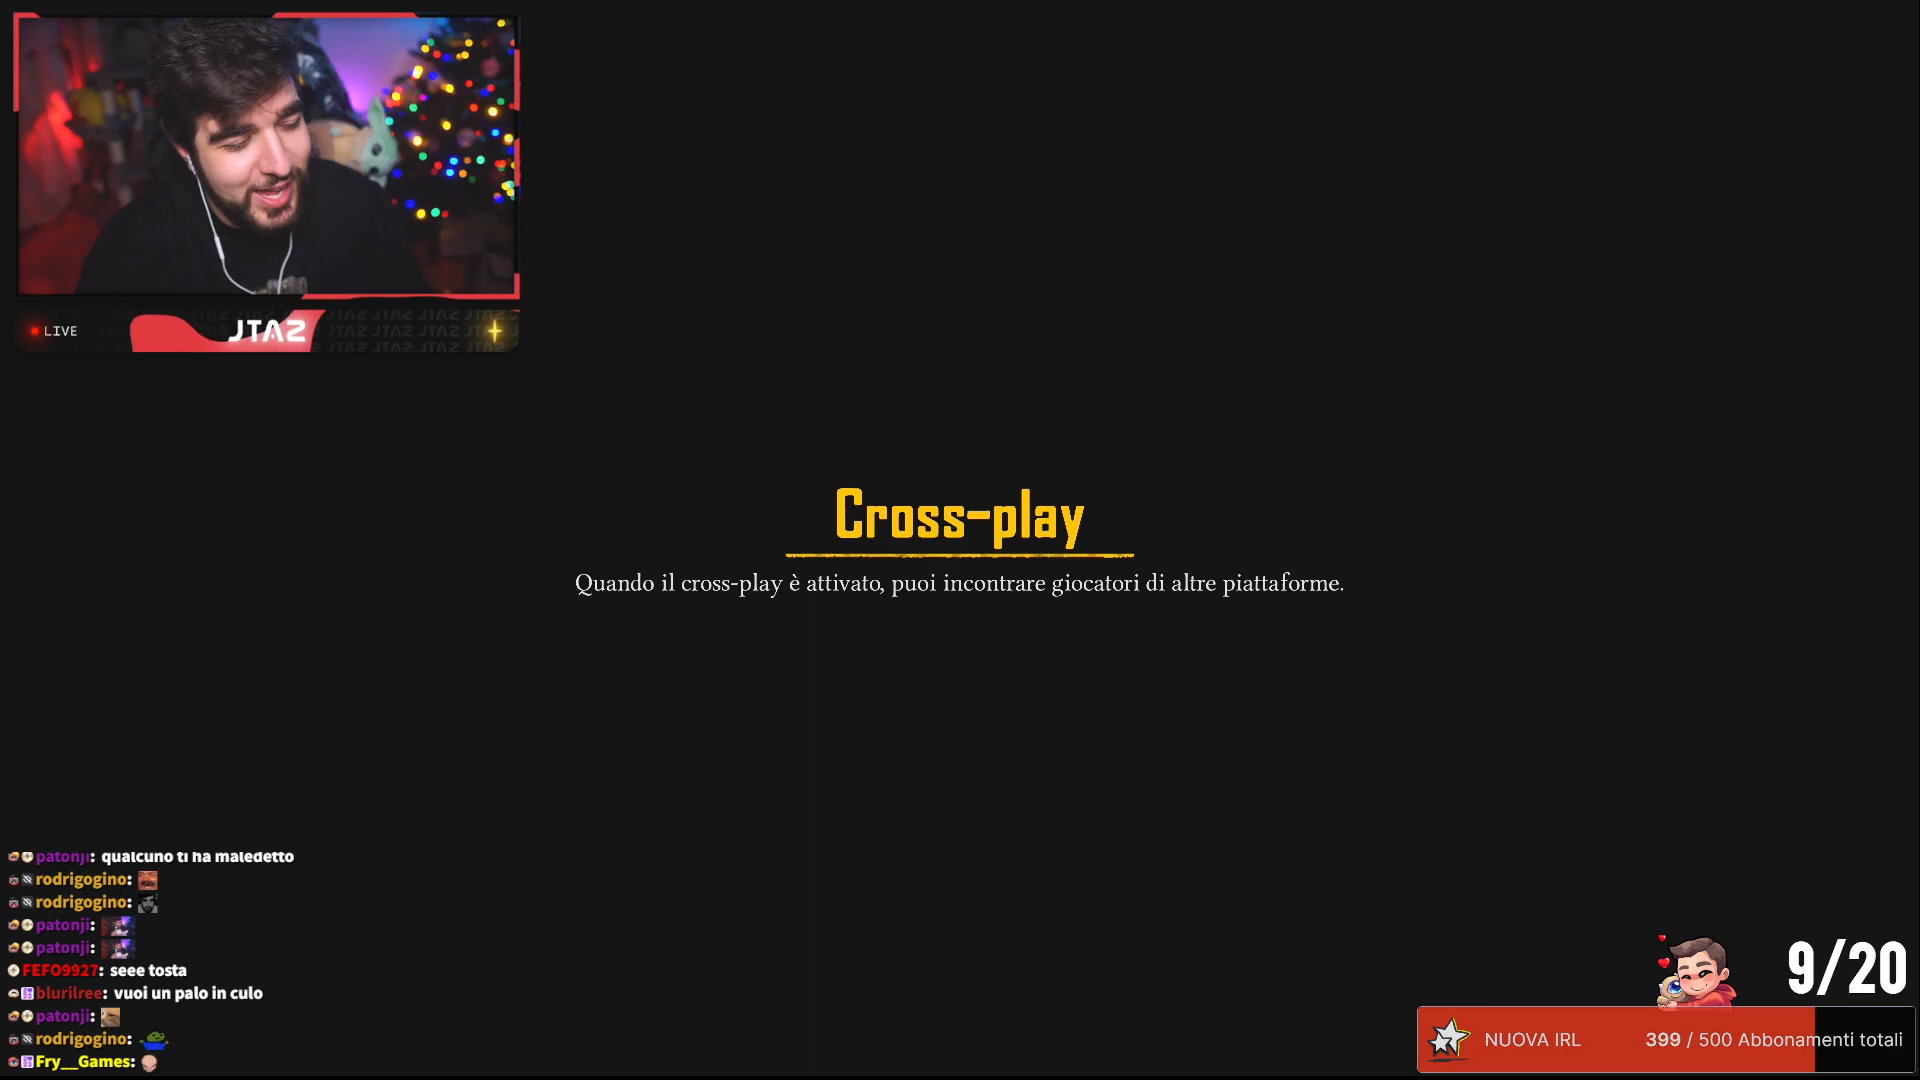 LIVE
JTAZ
Cross-play
Quando il cross-play è attivato, puoi incontrare giocatori di altre piattaforme.
patonji: qualcuno ti ha maledetto
rodrigogino:
rodrigogino:
patonji:
patonji:
FEFO9927: seee tosta
blurilree: vuoi un palo in culo
patonji:
rodrigogino:
Fry__Games:
9/20
NUOVA IRL 399 / 500 Abbonamenti totali